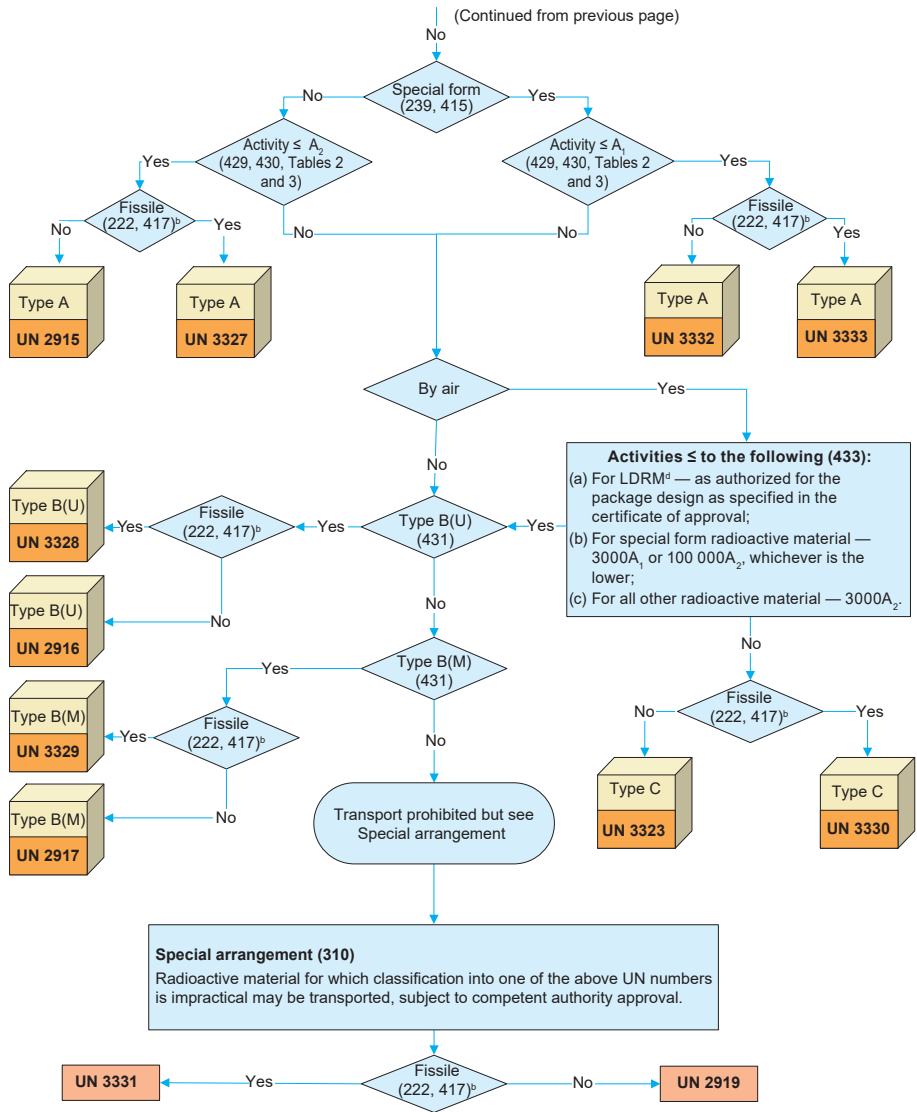 (Continued from previous page)
No
Special form
(239, 415)
No
Yes
Activity ≤ A₂
(429, 430, Tables 2
and 3)
Activity ≤ A₁
(429, 430, Tables 2
and 3)
Yes
Yes
Fissile
(222, 417)ᵇ
No
Yes
No
No
Fissile
(222, 417)ᵇ
No
Yes
Type A
UN 2915
Type A
UN 3327
Type A
UN 3332
Type A
UN 3333
By air
Yes
No
Activities ≤ to the following (433):
(a) For LDRMᵈ — as authorized for the
package design as specified in the
certificate of approval;
(b) For special form radioactive material —
3000A₁ or 100 000A₂, whichever is the
lower;
(c) For all other radioactive material — 3000A₂.
Yes
Type B(U)
(431)
Yes
Fissile
(222, 417)ᵇ
Yes
Type B(U)
UN 3328
No
Type B(U)
UN 2916
No
No
Type B(M)
(431)
Yes
Fissile
(222, 417)ᵇ
Yes
Type B(M)
UN 3329
No
Type B(M)
UN 2917
Fissile
(222, 417)ᵇ
No
Yes
Type C
UN 3323
Type C
UN 3330
No
Transport prohibited but see
Special arrangement
Special arrangement (310)
Radioactive material for which classification into one of the above UN numbers
is impractical may be transported, subject to competent authority approval.
Fissile
(222, 417)ᵇ
Yes
UN 3331
No
UN 2919